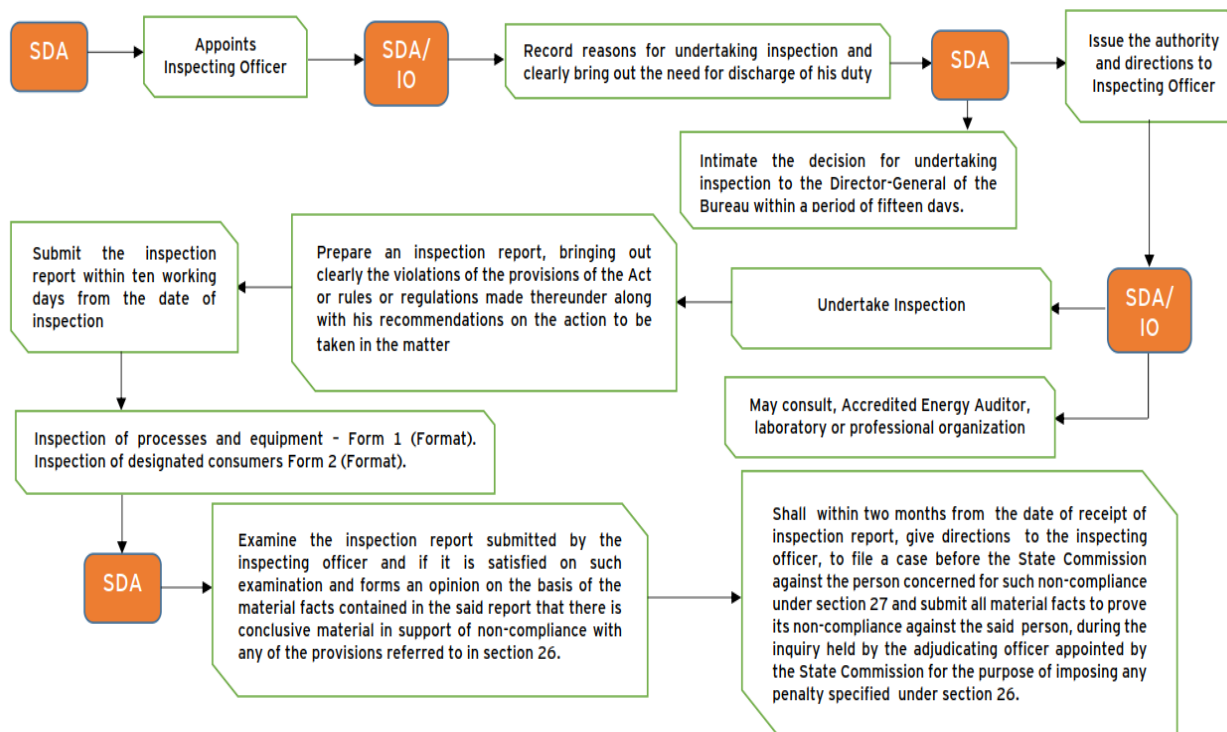 SDA
Appoints
Inspecting Officer
SDA/
IO
Record reasons for undertaking inspection and
clearly bring out the need for discharge of his duty
SDA
Issue the authority
and directions to
Inspecting Officer
Intimate the decision for undertaking
inspection to the Director-General of the
Bureau within a period of fifteen days.
SDA/
IO
Undertake Inspection
May consult, Accredited Energy Auditor,
laboratory or professional organization
Prepare an inspection report, bringing out
clearly the violations of the provisions of the Act
or rules or regulations made thereunder along
with his recommendations on the action to be
taken in the matter
Submit the inspection
report within ten working
days from the date of
inspection
Inspection of processes and equipment – Form 1 (Format).
Inspection of designated consumers Form 2 (Format).
SDA
Examine the inspection report submitted by the
inspecting officer and if it is satisfied on such
examination and forms an opinion on the basis of the
material facts contained in the said report that there is
conclusive material in support of non-compliance with
any of the provisions referred to in section 26.
Shall within two months from the date of receipt of
inspection report, give directions to the inspecting
officer, to file a case before the State Commission
against the person concerned for such non-compliance
under section 27 and submit all material facts to prove
its non-compliance against the said person, during the
inquiry held by the adjudicating officer appointed by
the State Commission for the purpose of imposing any
penalty specified under section 26.